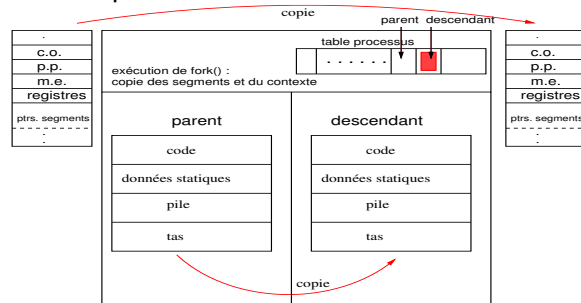 copie
parent descendant
table processus
exécution de fork() :
copie des segments et du contexte
c.o.
p.p.
m.e.
registres
ptrs. segments
parent
code
données statiques
pile
tas
descendant
code
données statiques
pile
tas
copie
c.o.
p.p.
m.e.
registres
ptrs. segments